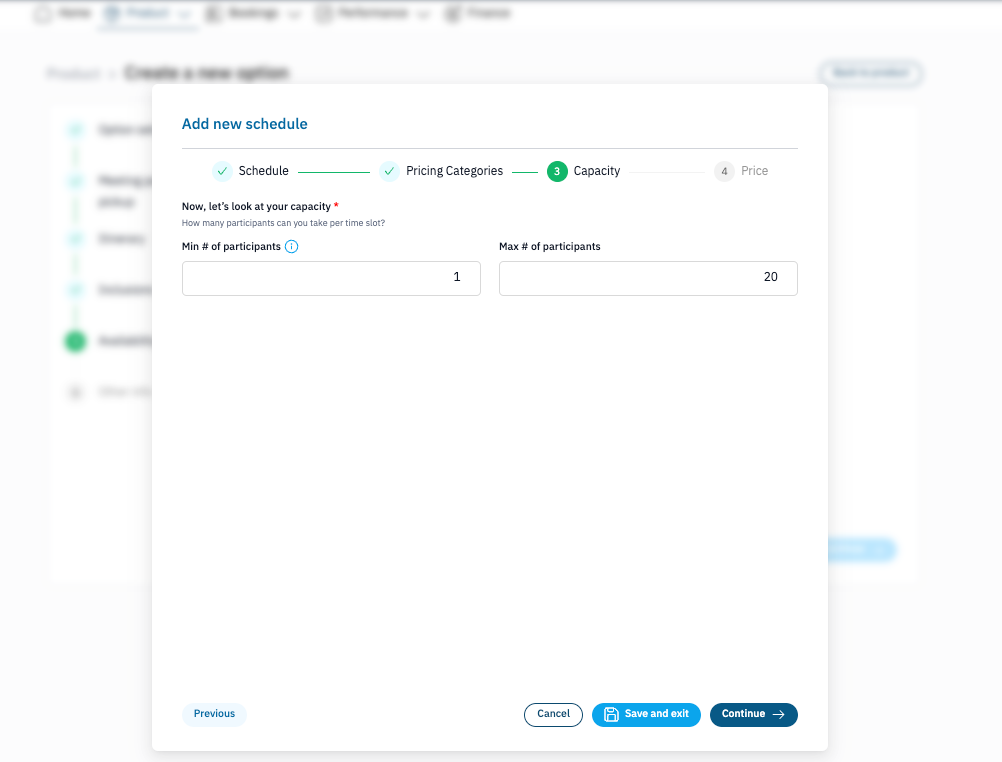 Home Product Bookings Performance Finance
Product Create a new option Back to product
Add new schedule
Schedule Pricing Categories 3 Capacity 4 Price
Now, let's look at your capacity *
How many participants can you take per time slot?
Min # of participants Max # of participants
1 20
Previous Cancel Save and exit Continue